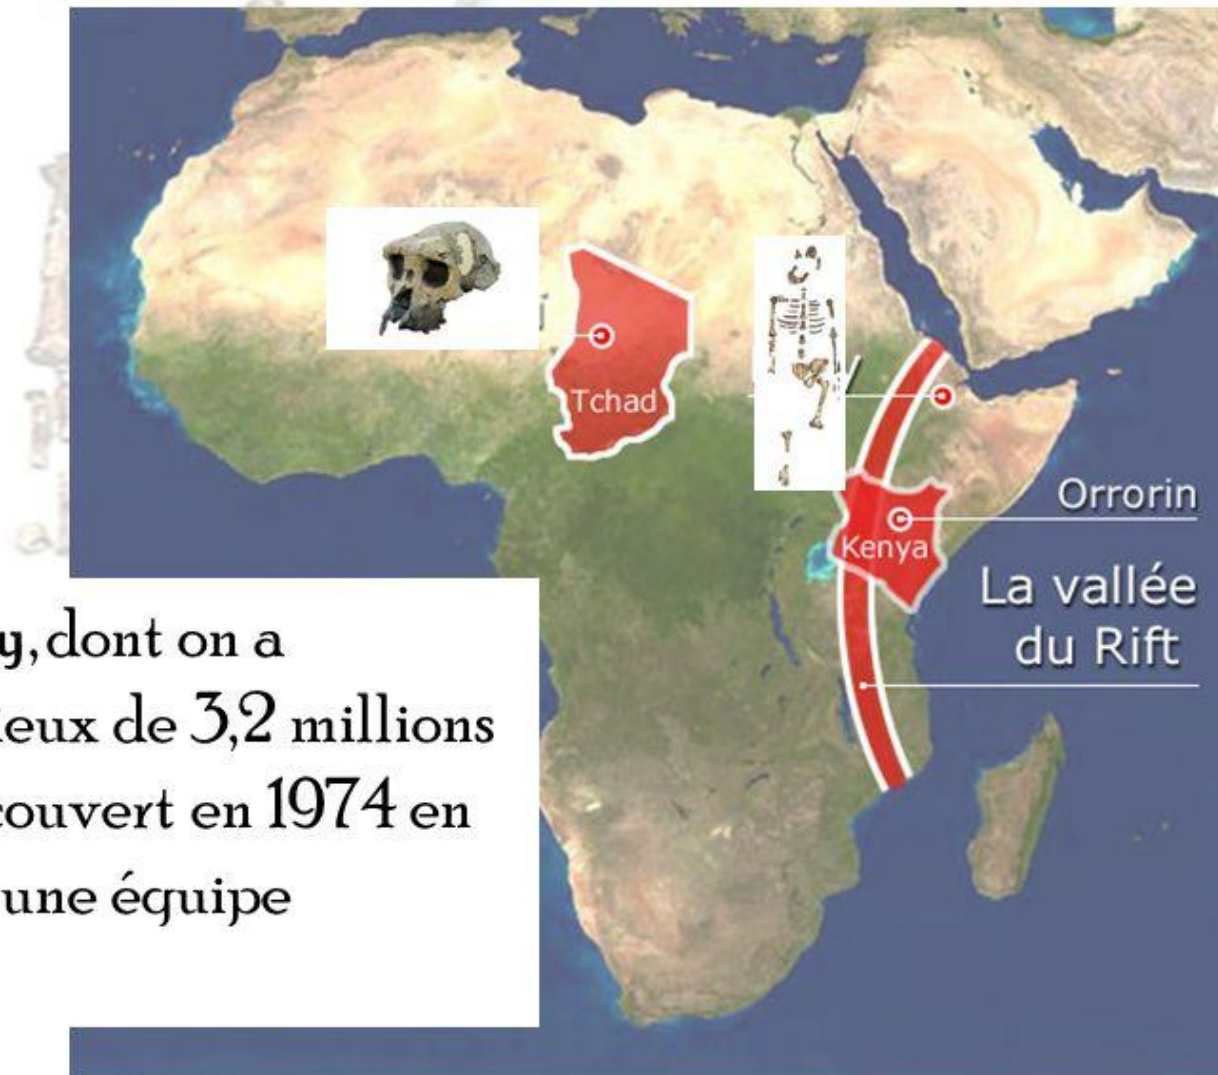 Tchad
Orrorin
Kenya
La vallée
du Rift
y, dont on a
eux de 3,2 millions
couvert en 1974 en
une équipe